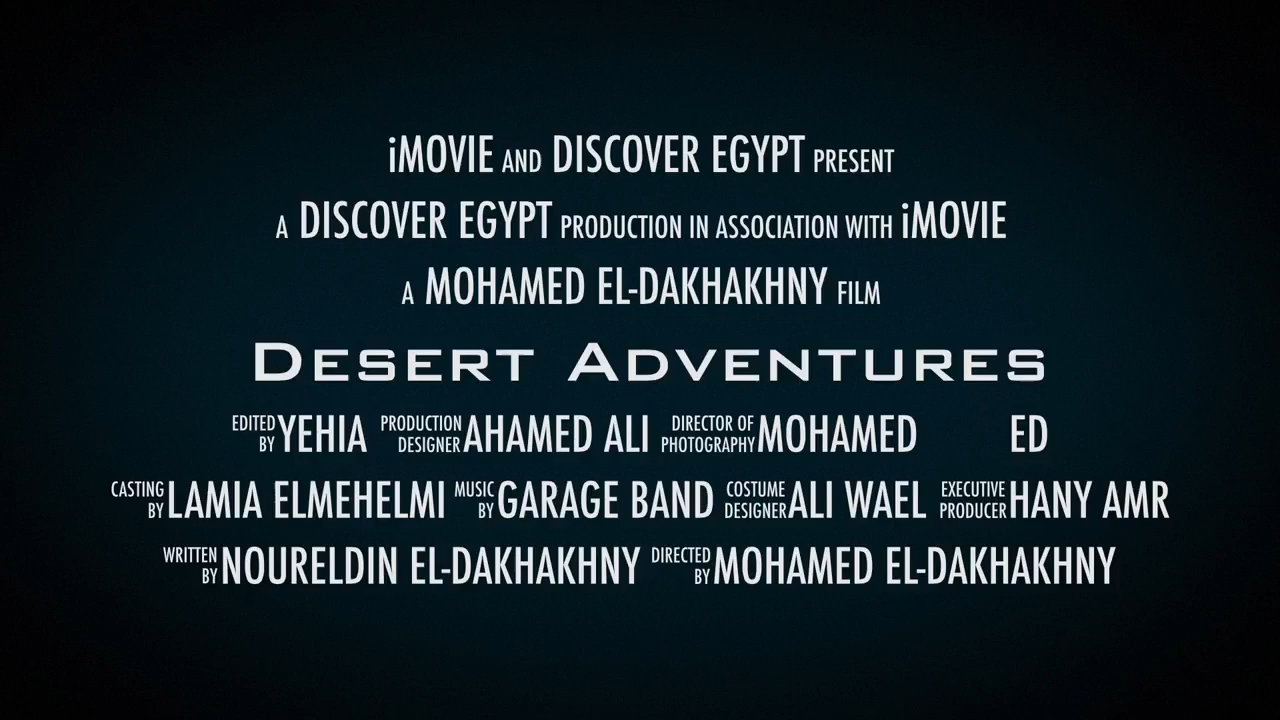 iMOVIE AND DISCOVER EGYPT PRESENT
A DISCOVER EGYPT PRODUCTION IN ASSOCIATION WITH iMOVIE
A MOHAMED EL-DAKHAKHNY FILM
DESERT ADVENTURES
EDITED BY YEHIA PRODUCTION DESIGNER AHAMED ALI DIRECTOR OF PHOTOGRAPHY MOHAMED ED
CASTING BY LAMIA ELMEHELMI MUSIC BY GARAGE BAND COSTUME DESIGNER ALI WAEL EXECUTIVE PRODUCER HANY AMR
WRITTEN BY NOURELDIN EL-DAKHAKHNY DIRECTED BY MOHAMED EL-DAKHAKHNY